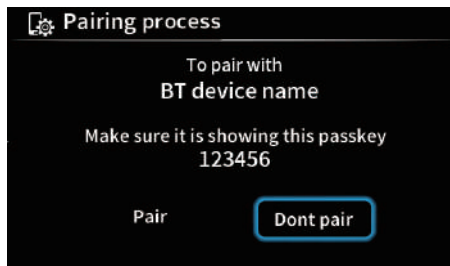 Pairing process
To pair with
BT device name
Make sure it is showing this passkey
123456
Pair
Dont pair